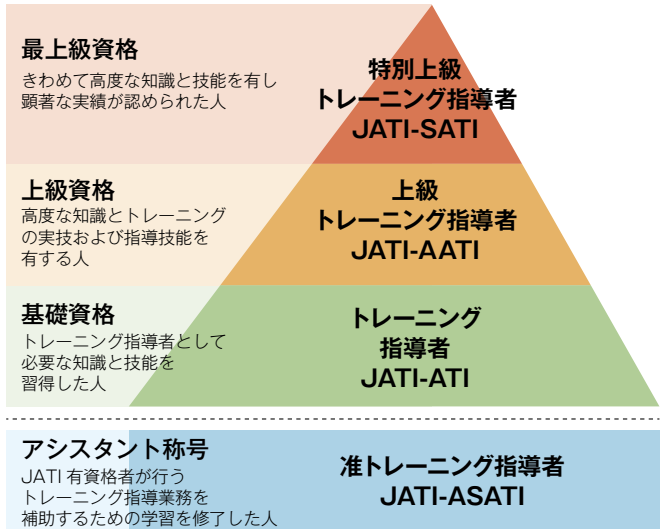 最上級資格
きわめて高度な知識と技能を有し
顕著な実績が認められた人
特別上級
トレーニング指導者
JATI-SATI
上級資格
高度な知識とトレーニング
の実技および指導技能を
有する人
上級
トレーニング指導者
JATI-AATI
基礎資格
トレーニング指導者として
必要な知識と技能を
習得した人
トレーニング
指導者
JATI-ATI
アシスタント称号
JATI 有資格者が行う
トレーニング指導業務を
補助するための学習を修了した人
准トレーニング指導者
JATI-ASATI